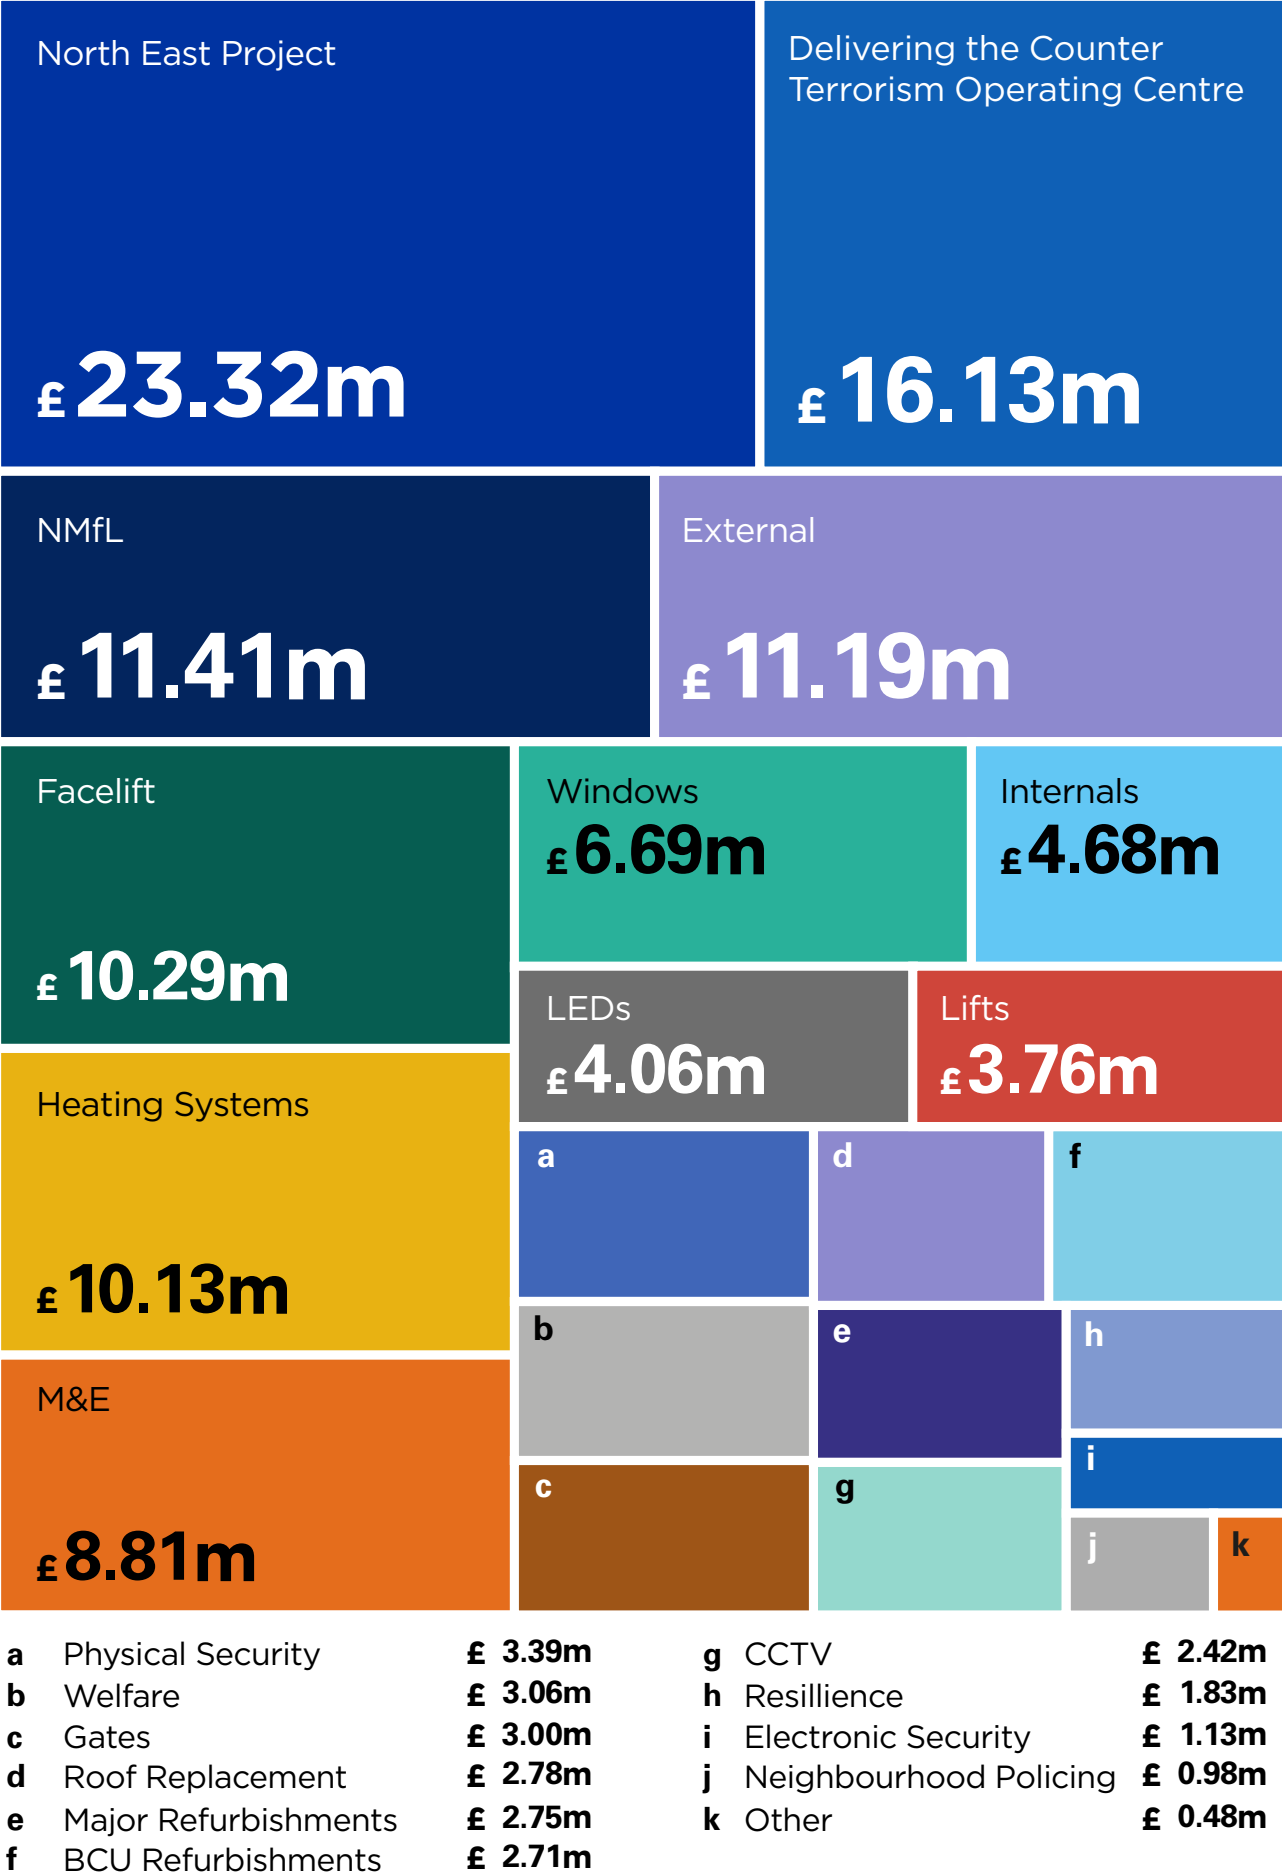 North East Project
£ 23.32m
Delivering the Counter
Terrorism Operating Centre
£ 16.13m
NMfL
£ 11.41m
External
£ 11.19m
Facelift
£ 10.29m
Windows
£ 6.69m
Internals
£ 4.68m
LEDs
£ 4.06m
Lifts
£ 3.76m
Heating Systems
£ 10.13m
M&E
£ 8.81m
a
d
f
b
e
h
c
g
i
j
k
a Physical Security £ 3.39m
b Welfare £ 3.06m
c Gates £ 3.00m
d Roof Replacement £ 2.78m
e Major Refurbishments £ 2.75m
f BCU Refurbishments £ 2.71m
g CCTV £ 2.42m
h Resillience £ 1.83m
i Electronic Security £ 1.13m
j Neighbourhood Policing £ 0.98m
k Other £ 0.48m